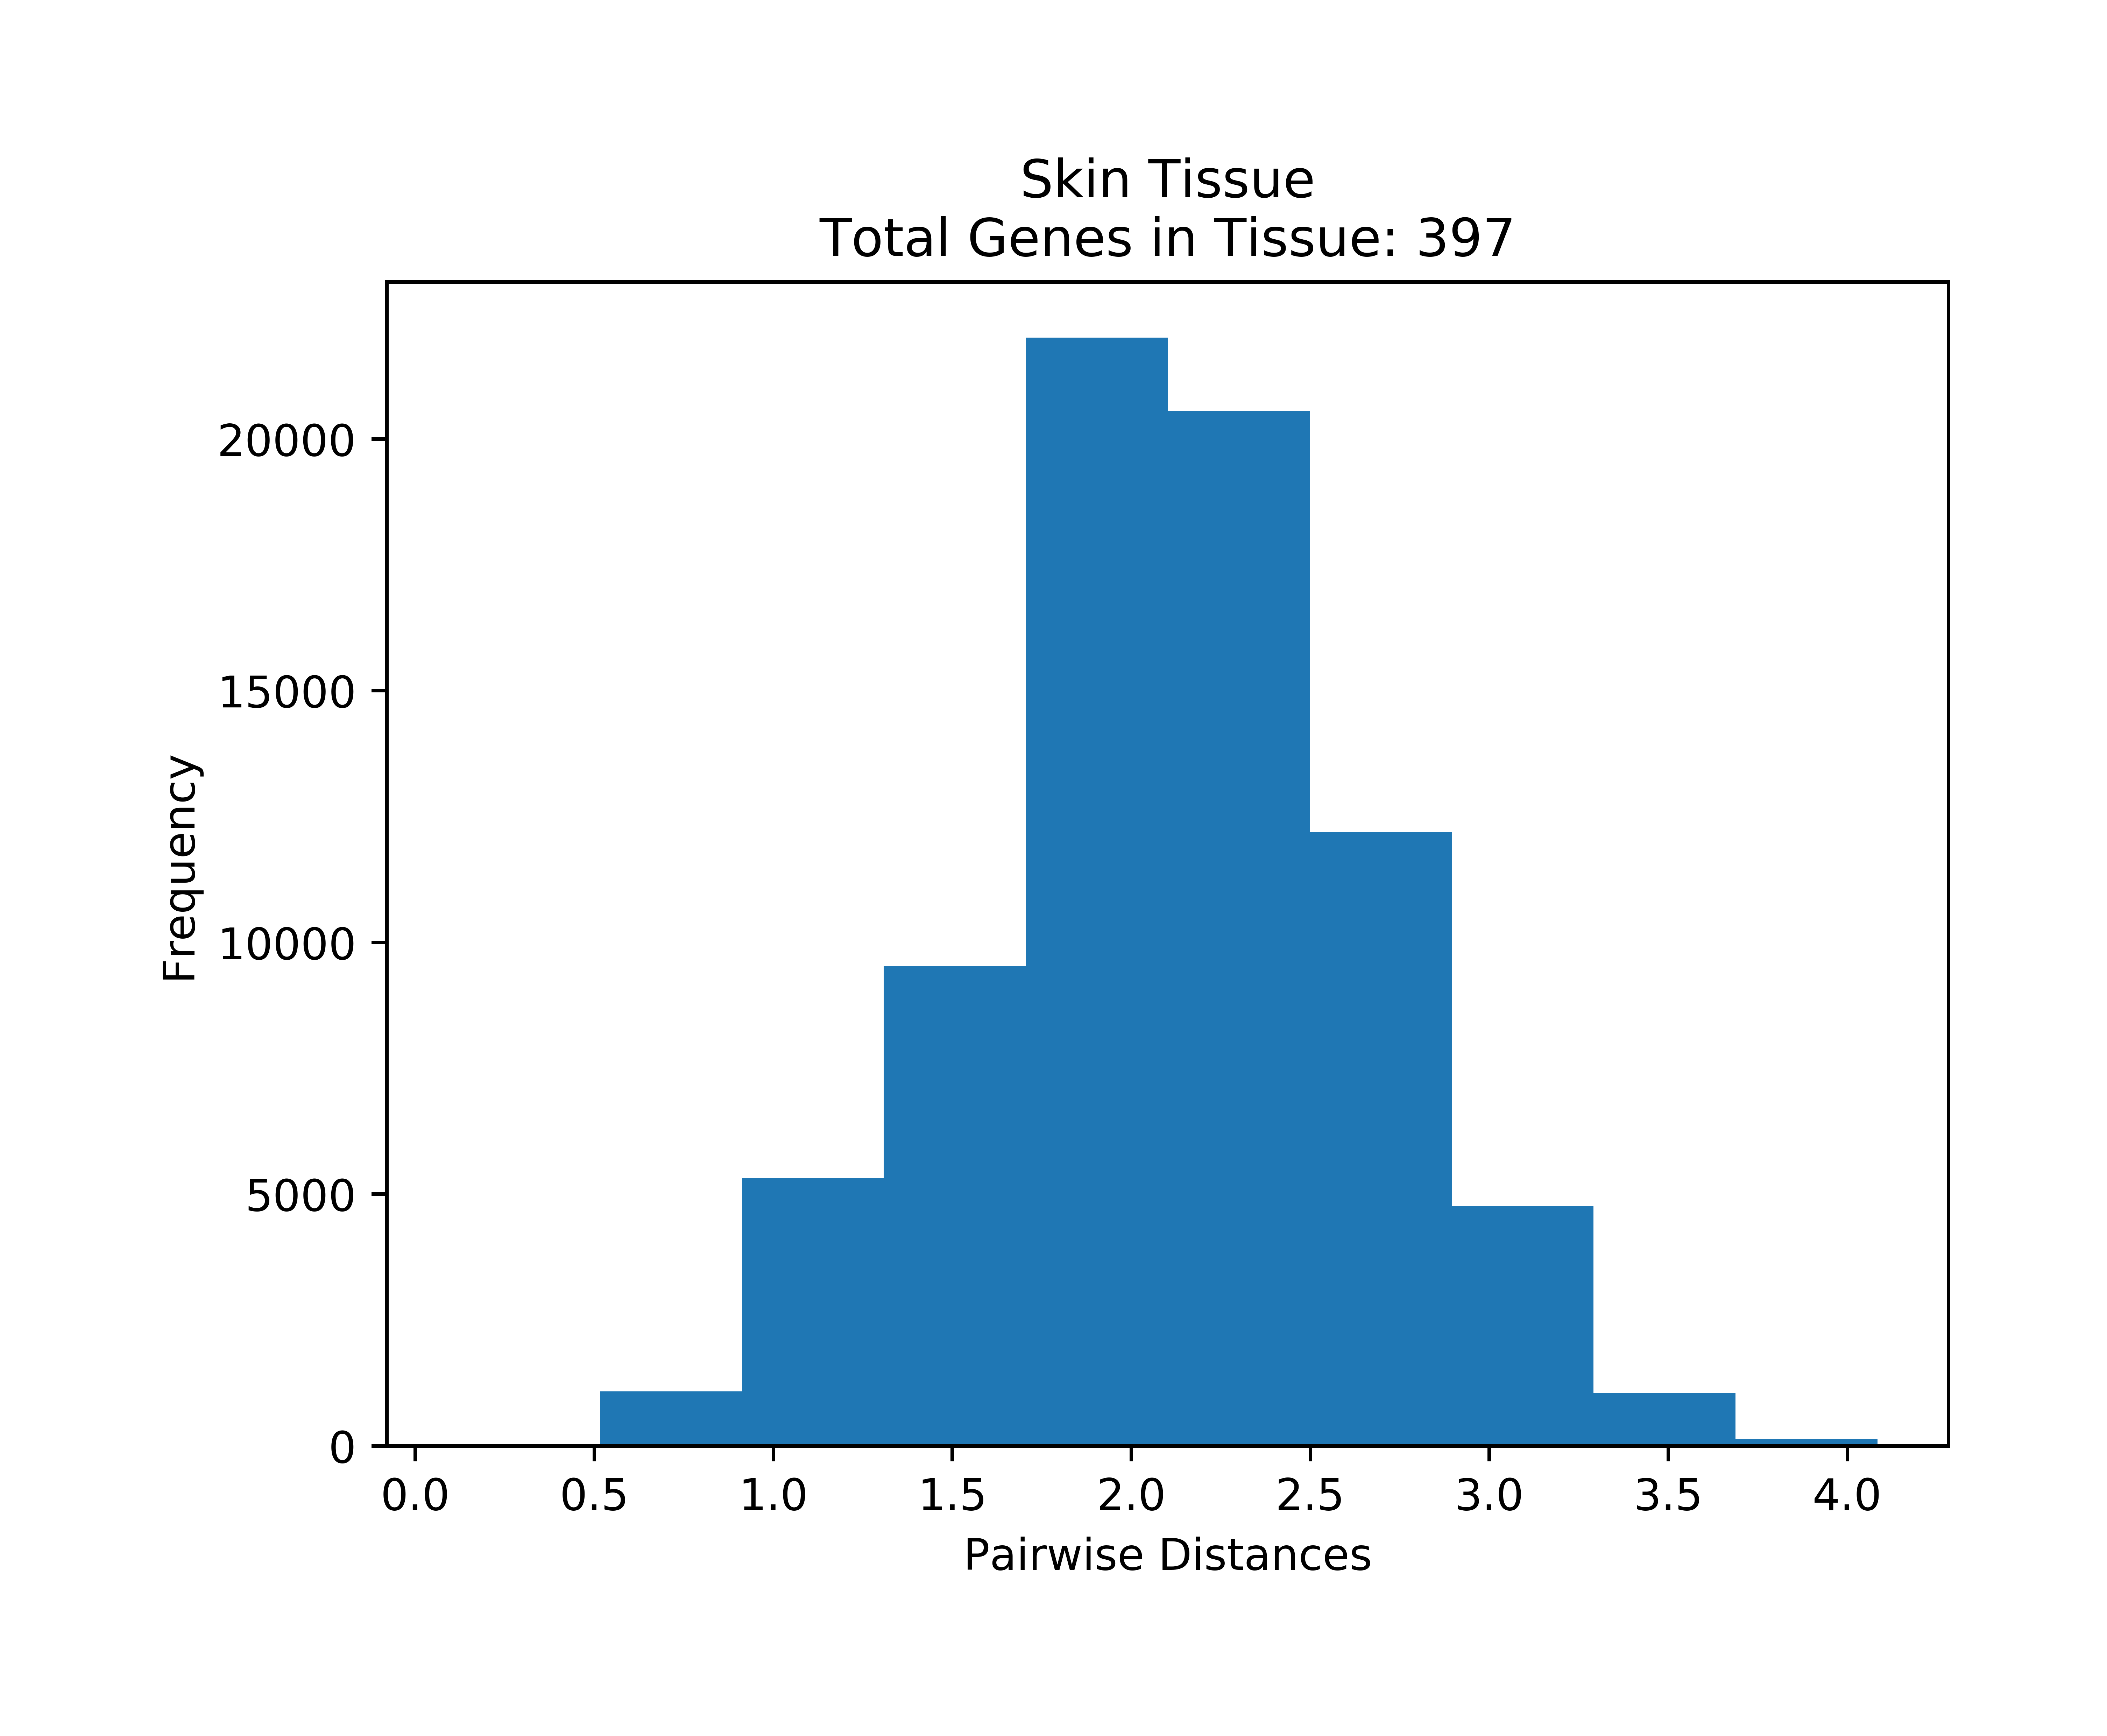 Skin Tissue
Total Genes in Tissue: 397
20000
15000
10000
5000
0
Frequency
0.0 0.5 1.0 1.5 2.0 2.5 3.0 3.5 4.0
Pairwise Distances